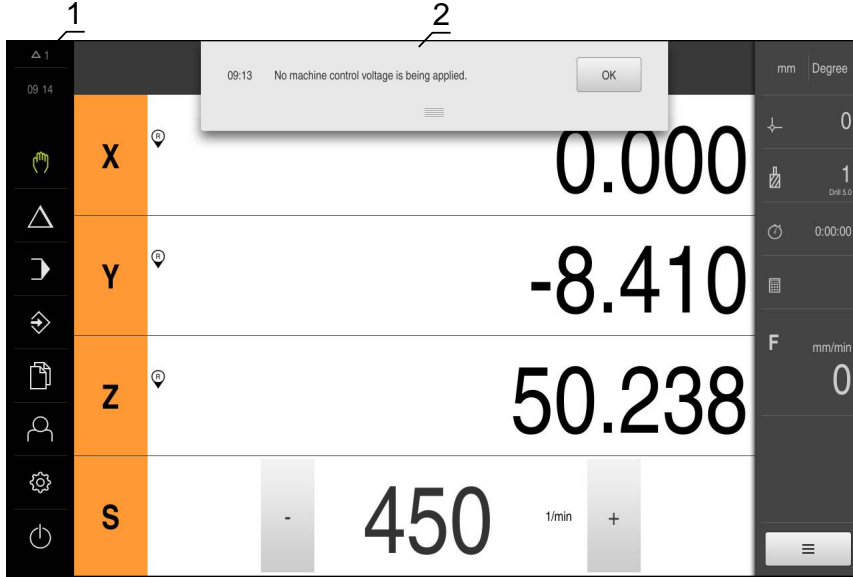 1
2
△ 1
09 14
09:13 No machine control voltage is being applied. OK
mm Degree
X R 0.000
0
1
Drill 5.0
Y R -8.410
0:00:00
Z R 50.238
F mm/min
0
S - 450 1/min +